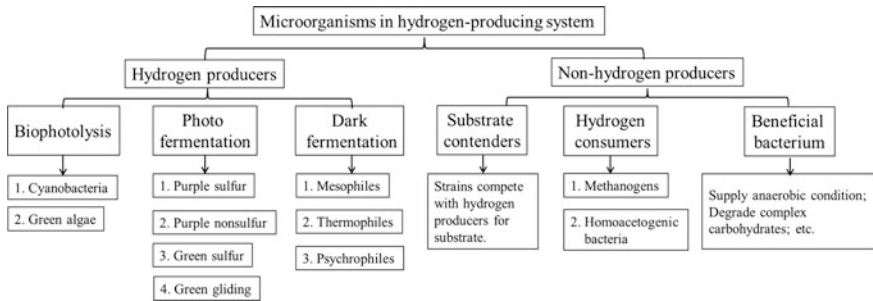 Microorganisms in hydrogen-producing system
Hydrogen producers
Non-hydrogen producers
Biophotolysis
Photo
fermentation
Dark
fermentation
Substrate
contenders
Hydrogen
consumers
Beneficial
bacterium
1. Cyanobacteria
2. Green algae
1. Purple sulfur
2. Purple nonsulfur
3. Green sulfur
4. Green gliding
1. Mesophiles
2. Thermophiles
3. Psychrophiles
Strains compete
with hydrogen
producers for
substrate.
1. Methanogens
2. Homoacetogenic
bacteria
Supply anaerobic condition;
Degrade complex
carbohydrates; etc.